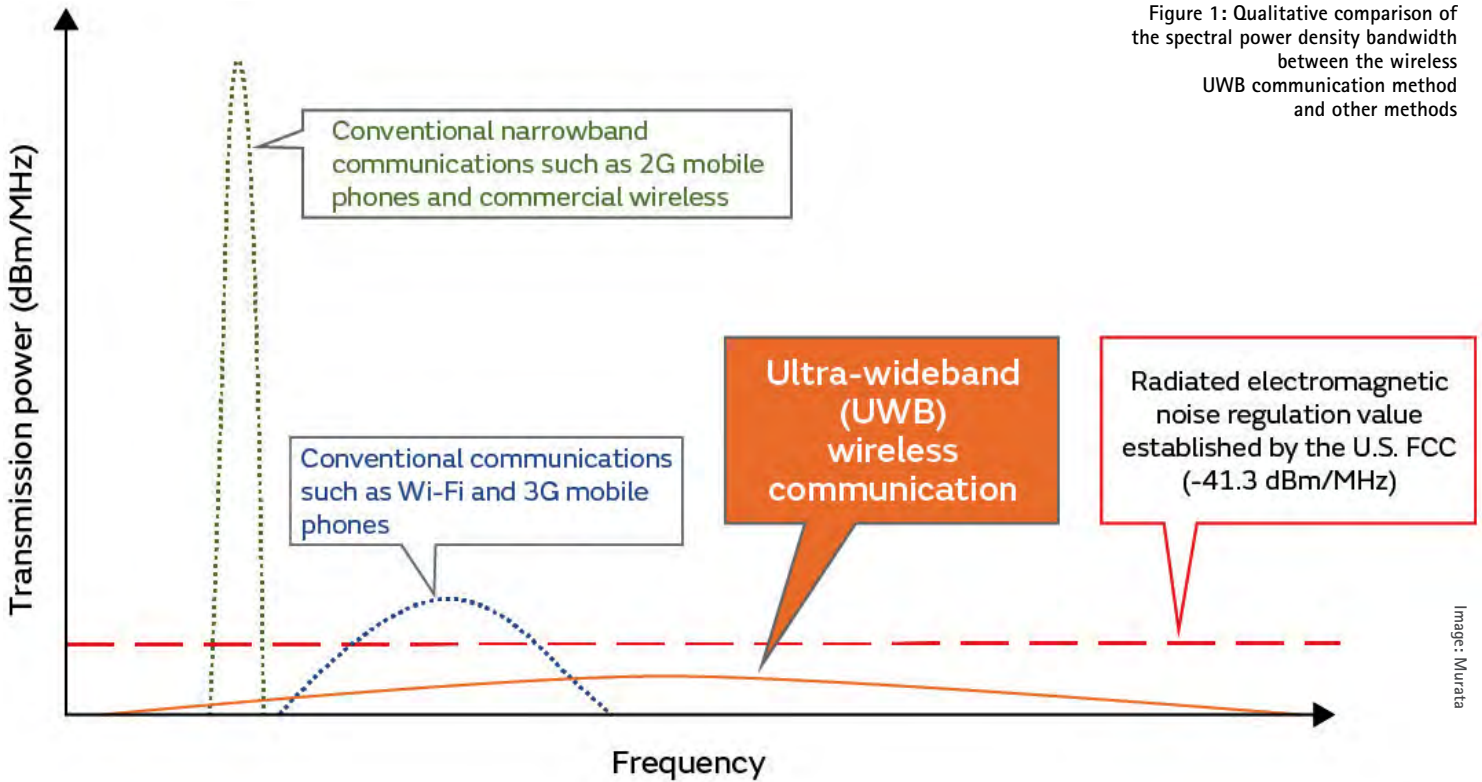 Figure 1: Qualitative comparison of
the spectral power density bandwidth
between the wireless
UWB communication method
and other methods
Transmission power (dBm/MHz)
Conventional narrowband
communications such as 2G mobile
phones and commercial wireless
Conventional communications
such as Wi-Fi and 3G mobile
phones
Ultra-wideband
(UWB)
wireless
communication
Radiated electromagnetic
noise regulation value
established by the U.S. FCC
(-41.3 dBm/MHz)
Image: Murata
Frequency